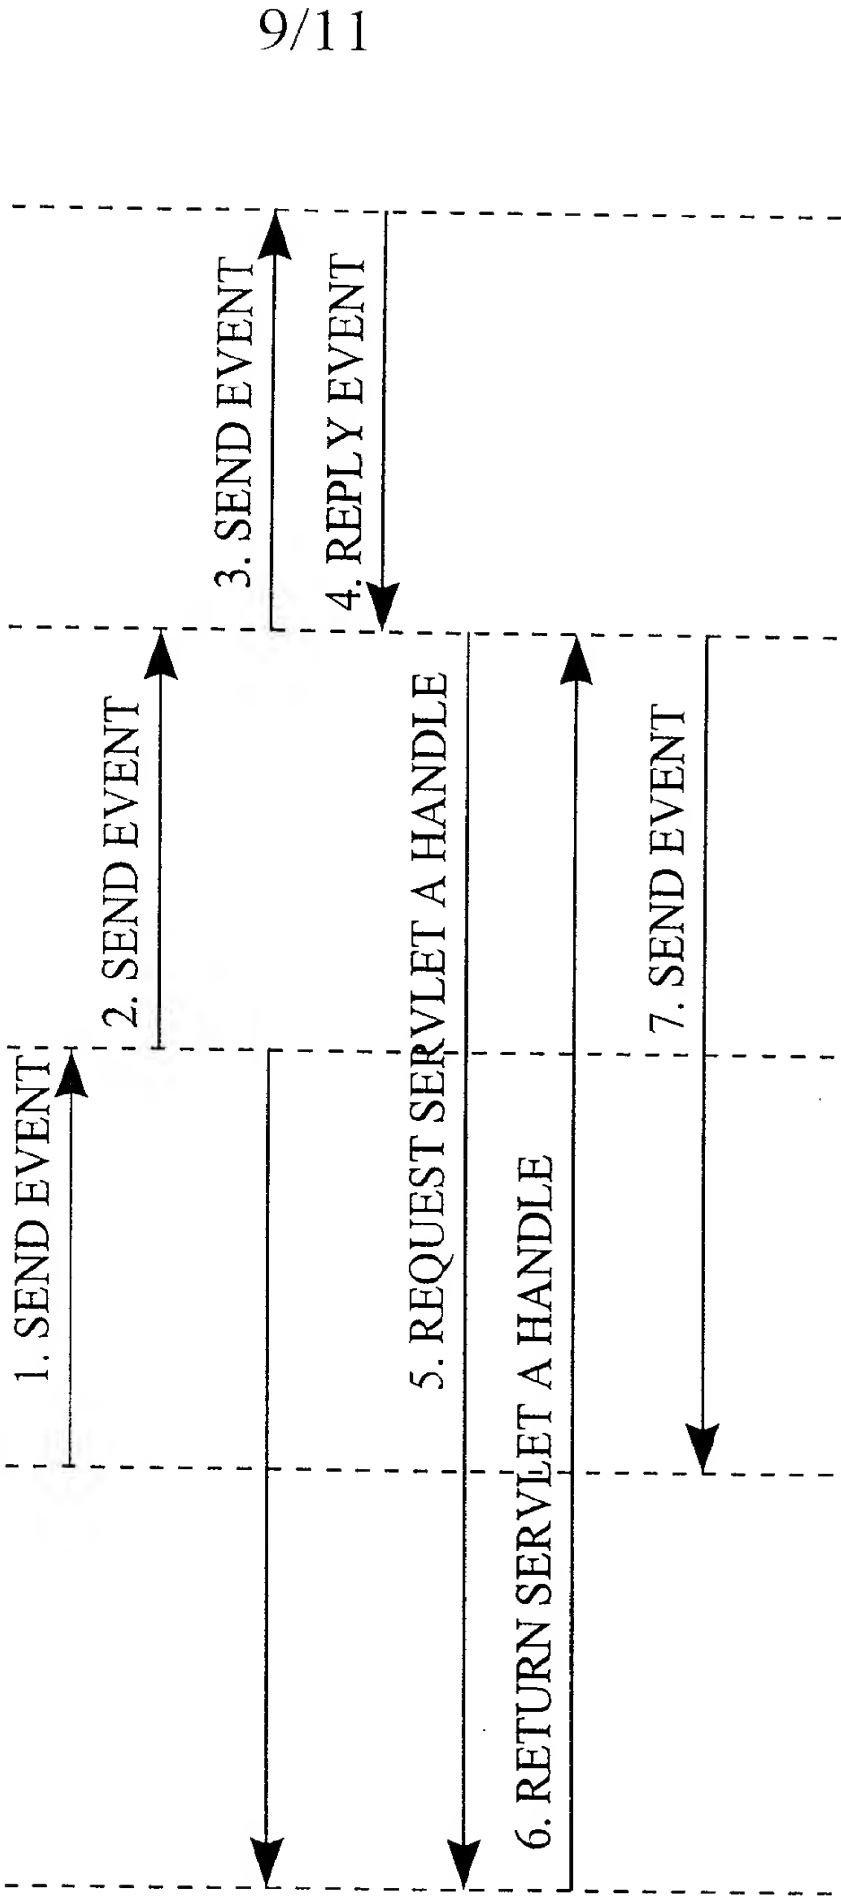 9/11
1. SEND EVENT
2. SEND EVENT
3. SEND EVENT
4. REPLY EVENT
5. REQUEST SERVLET A HANDLE
6. RETURN SERVLET A HANDLE
7. SEND EVENT